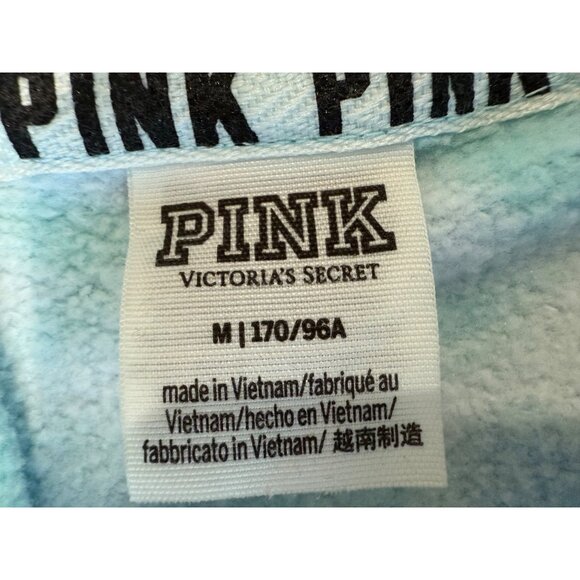 PINK PINK
PINK
VICTORIA'S SECRET
M | 170/96A
made in Vietnam/fabriqué au
Vietnam/hecho en Vietnam/
fabbricato in Vietnam/ 越南制造